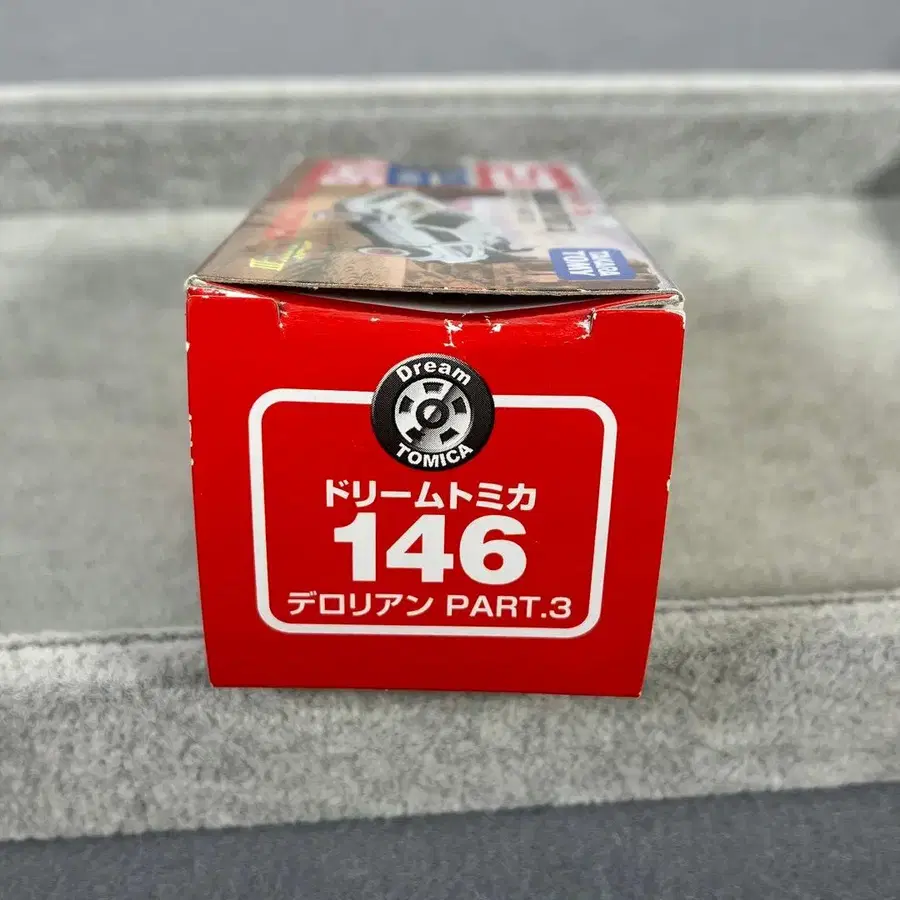 TAKARA
TOMY
III
Dream
TOMICA
ドリームトミカ
146
デロリアン PART.3